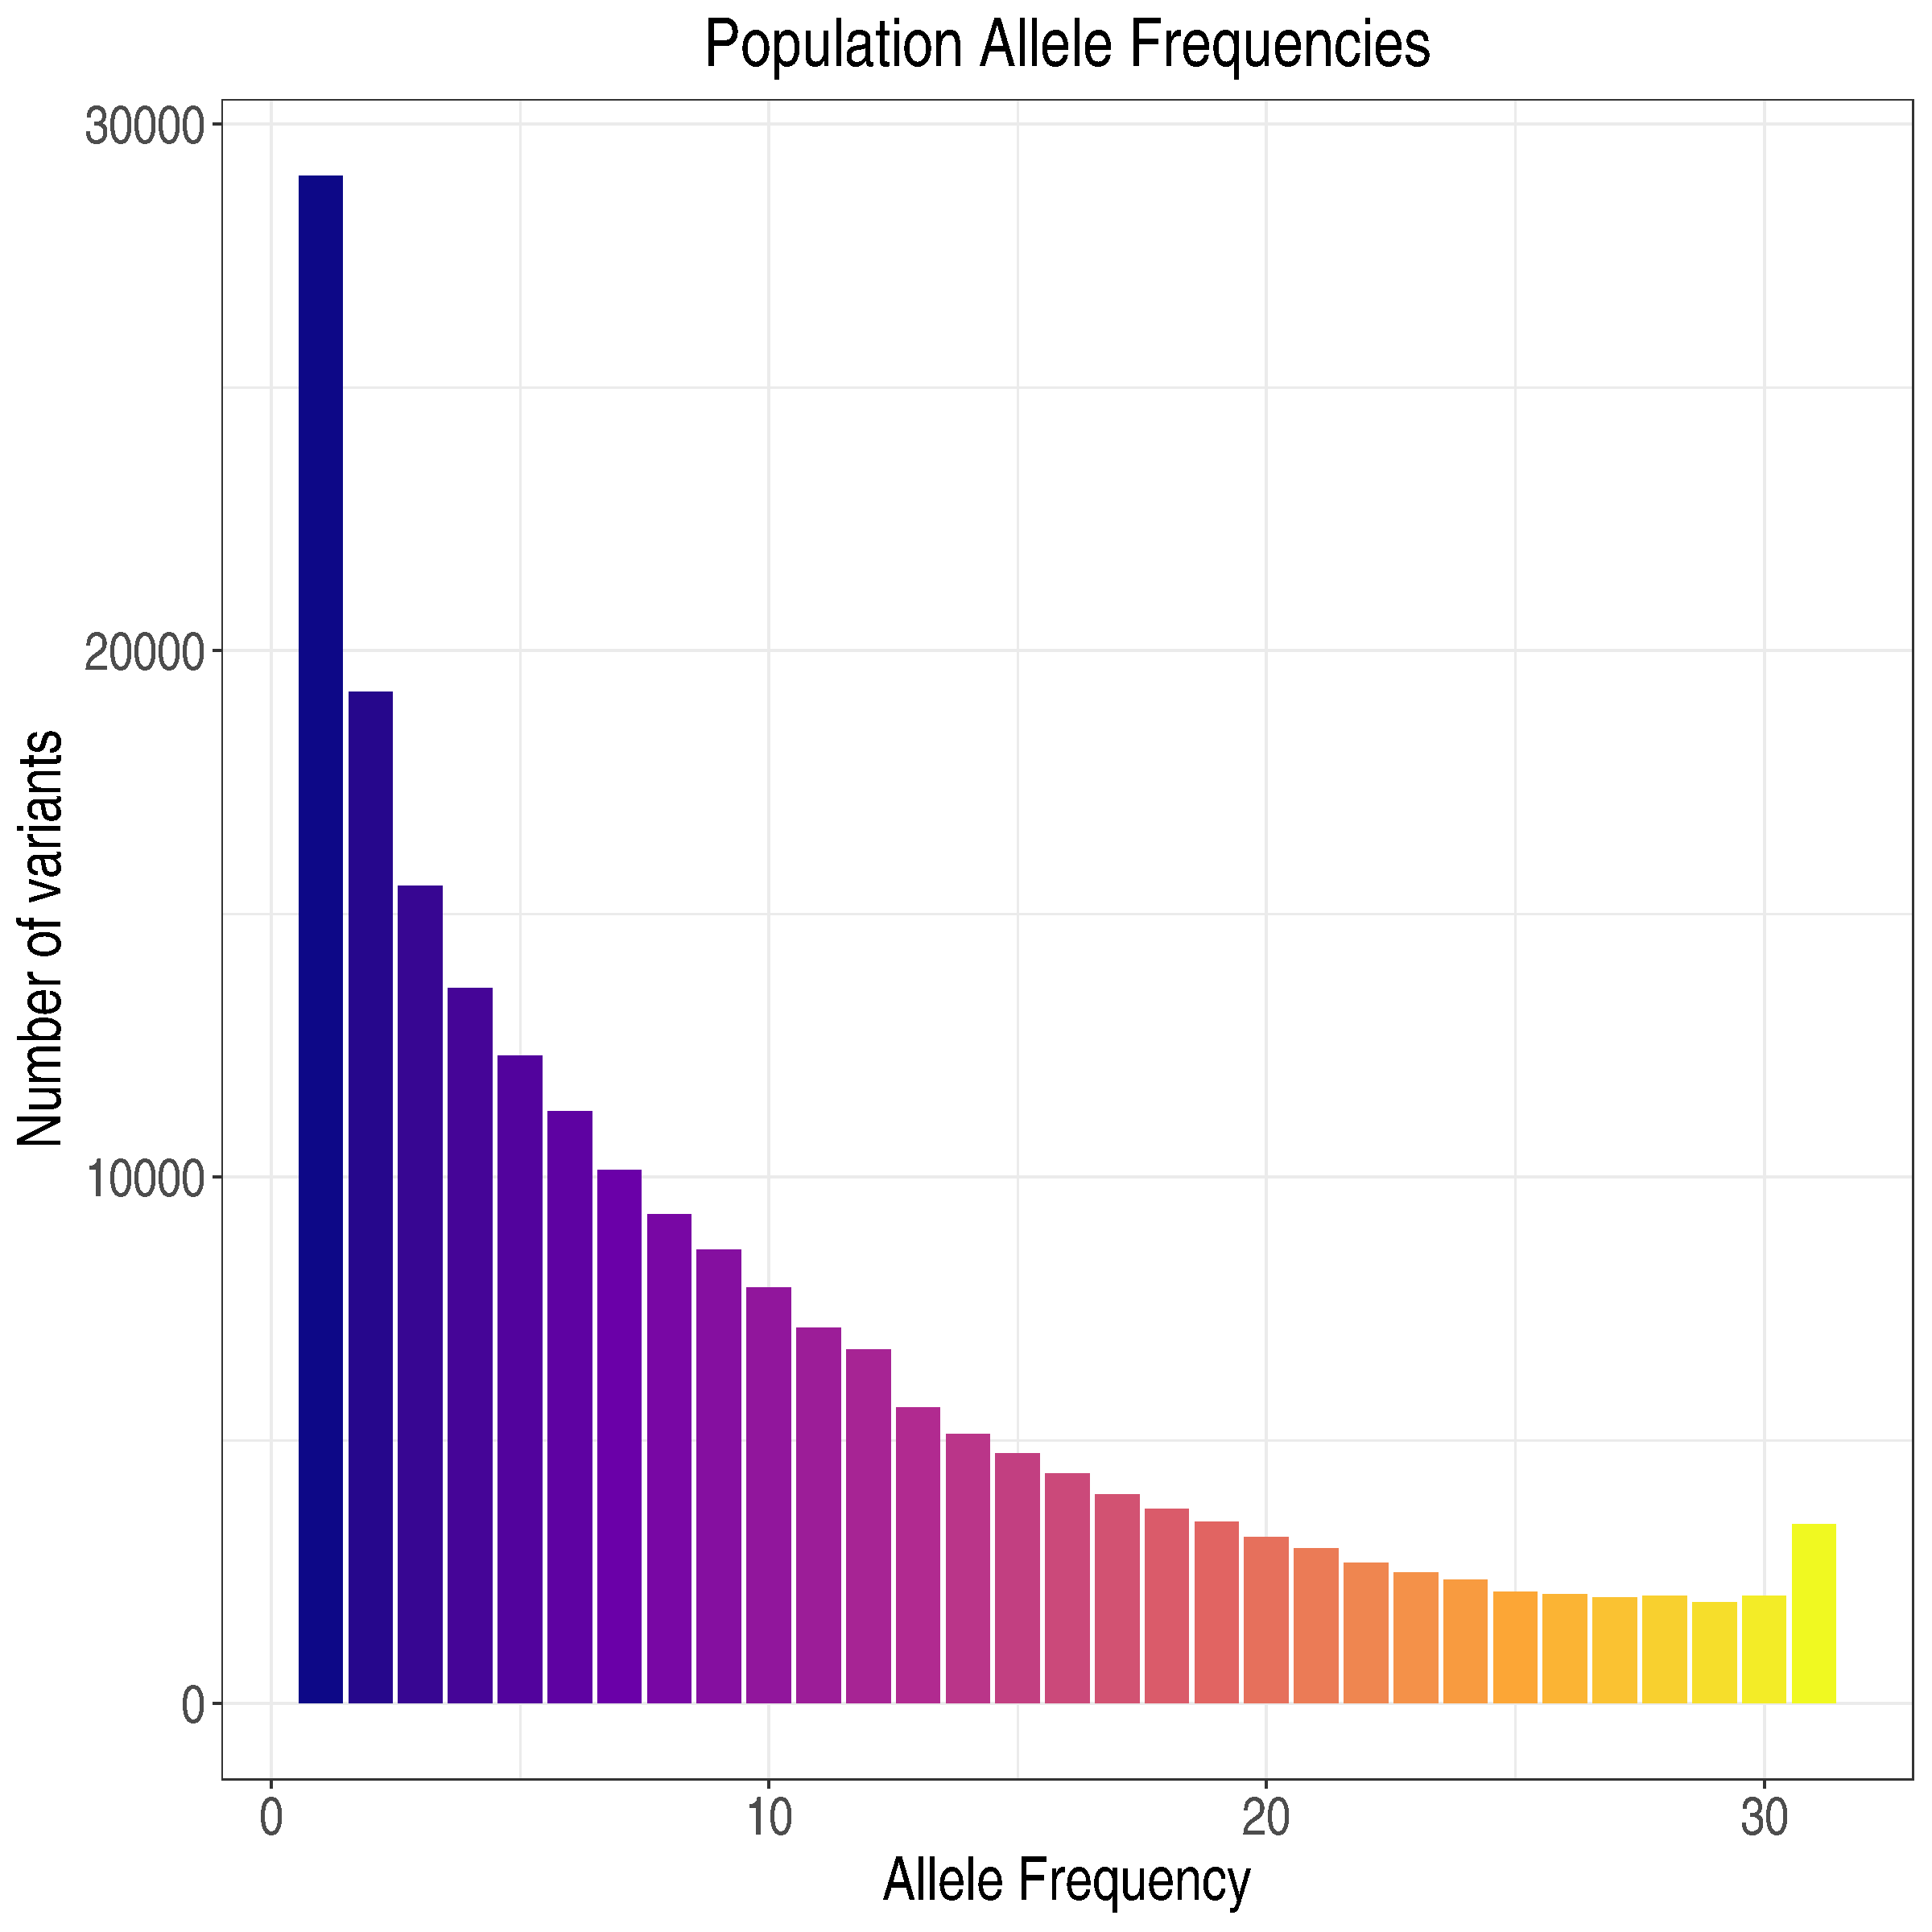 Population Allele Frequencies
30000
20000
10000
0
Number of variants
0 10 20 30
Allele Frequency